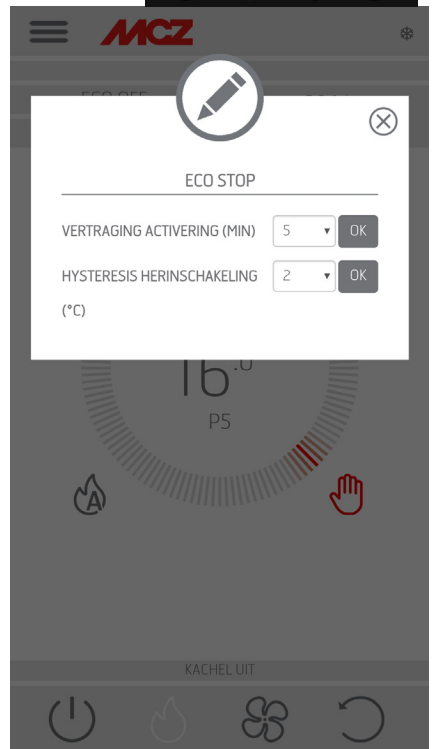 MCZ
ECO STOP
VERTRAGING ACTIVERING (MIN) 5 OK
HYSTERESIS HERINSCHAKELING 2 OK
(°C)
16.0
P5
A
KACHEL UIT